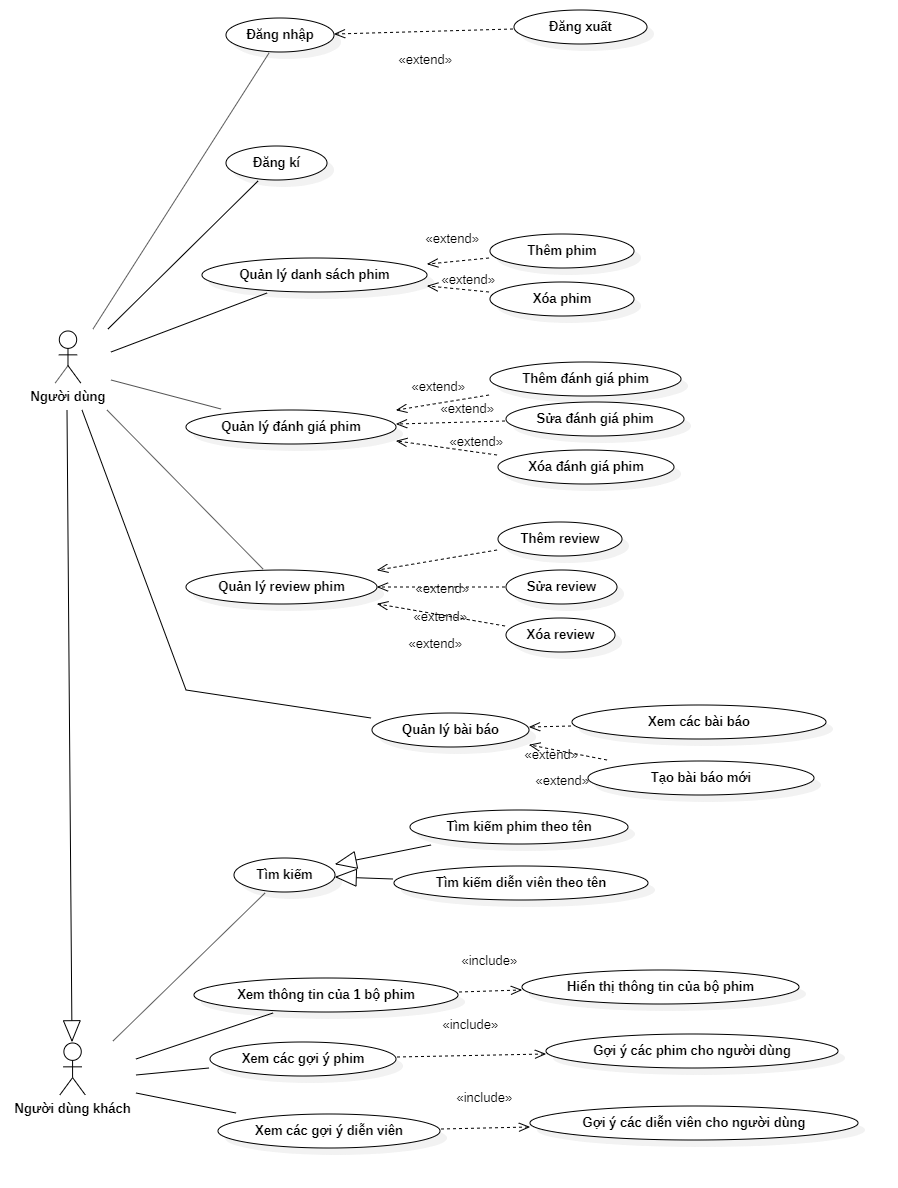 Đăng nhập
Đăng xuất
«extend»
Đăng kí
«extend»
Thêm phim
Quản lý danh sách phim
«extend»
Xóa phim
Người dùng
«extend»
Thêm đánh giá phim
«extend»
Sửa đánh giá phim
Quản lý đánh giá phim
«extend»
Xóa đánh giá phim
Thêm review
Quản lý review phim
«extend»
Sửa review
«extend»
Xóa review
«extend»
Quản lý bài báo
Xem các bài báo
«extend»
«extend»
Tạo bài báo mới
Tìm kiếm phim theo tên
Tìm kiếm
Tìm kiếm diễn viên theo tên
«include»
Xem thông tin của 1 bộ phim
Hiển thị thông tin của bộ phim
«include»
Xem các gợi ý phim
Gợi ý các phim cho người dùng
Người dùng khách
«include»
Xem các gợi ý diễn viên
Gợi ý các diễn viên cho người dùng